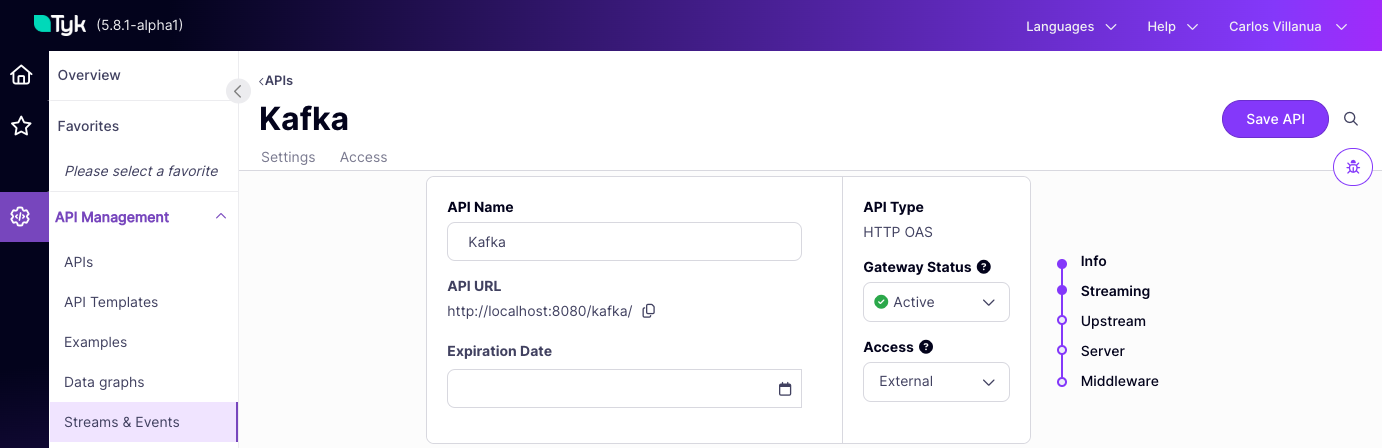 Tyk (5.8.1-alpha1)
Languages
Help
Carlos Villanua
Overview
Favorites
Please select a favorite
API Management
APIs
API Templates
Examples
Data graphs
Streams & Events
APIs
Kafka
Save API
Settings
Access
API Name
Kafka
API URL
http://localhost:8080/kafka/
Expiration Date
API Type
HTTP OAS
Gateway Status ?
Active
Access ?
External
Info
Streaming
Upstream
Server
Middleware